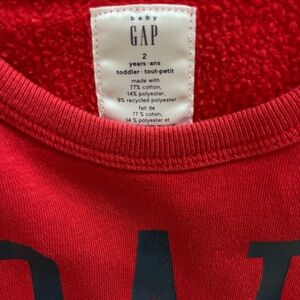 baby
GAP
2
years·ans
toddler·tout-petit
made with
77% cotton,
14% polyester,
9% recycled polyester
fait de
77 % coton,
14 % polyester et